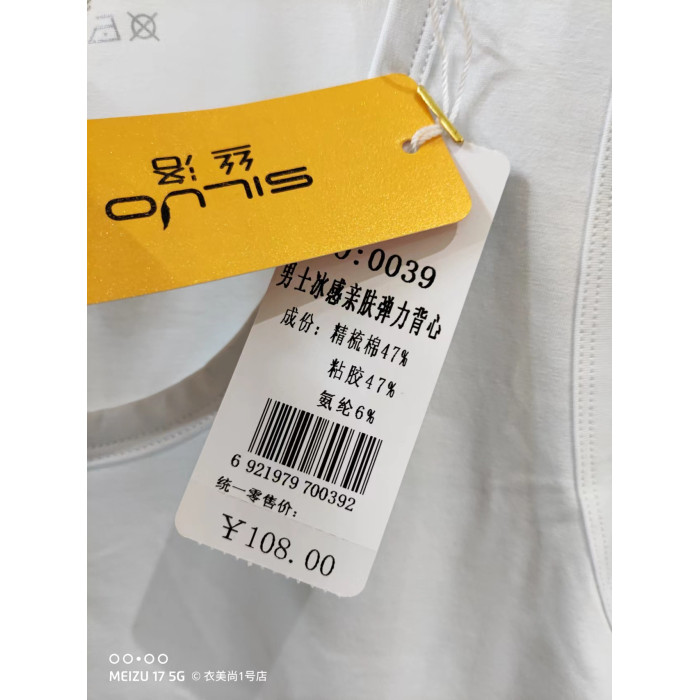 SILUO
丝洛
O:0039
男士冰感亲肤弹力背心
成份: 精梳棉47%
粘胶47%
氨纶6%
6 921979 700392
统一零售价:
¥108.00
MEIZU 17 5G © 衣美尚1号店